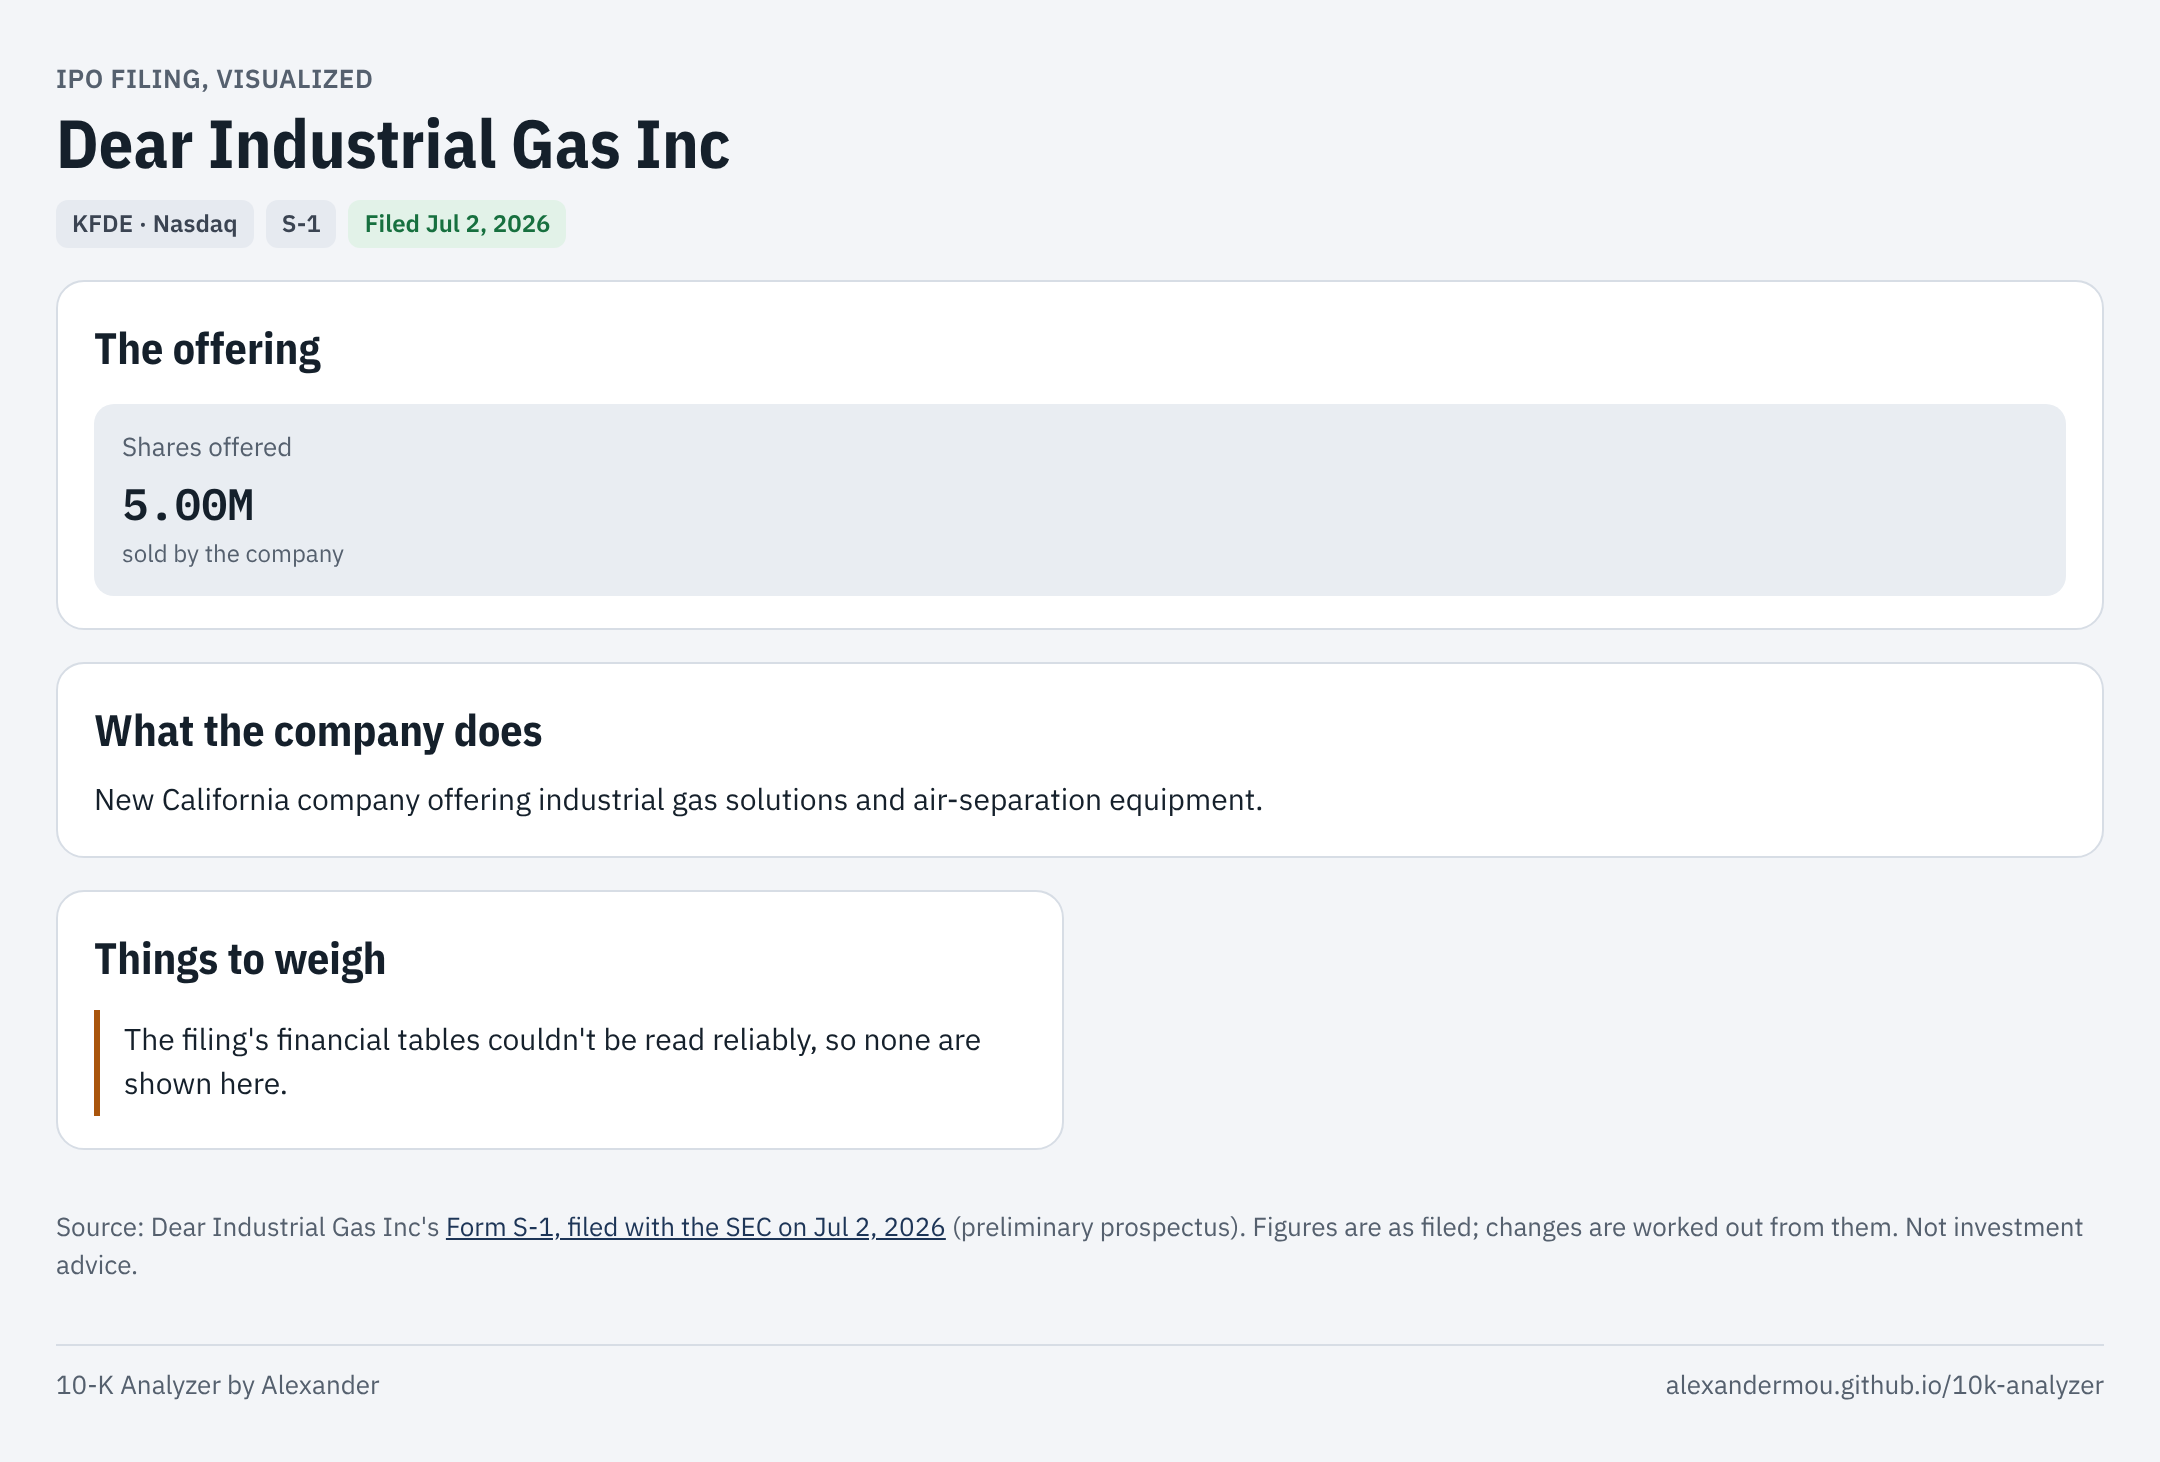 IPO FILING, VISUALIZED
Dear Industrial Gas Inc
KFDE · Nasdaq S-1 Filed Jul 2, 2026
The offering
Shares offered
5.00M
sold by the company
What the company does
New California company offering industrial gas solutions and air-separation equipment.
Things to weigh
The filing's financial tables couldn't be read reliably, so none are
shown here.
Source: Dear Industrial Gas Inc's Form S-1, filed with the SEC on Jul 2, 2026 (preliminary prospectus). Figures are as filed; changes are worked out from them. Not investment
advice.
10-K Analyzer by Alexander alexandermou.github.io/10k-analyzer